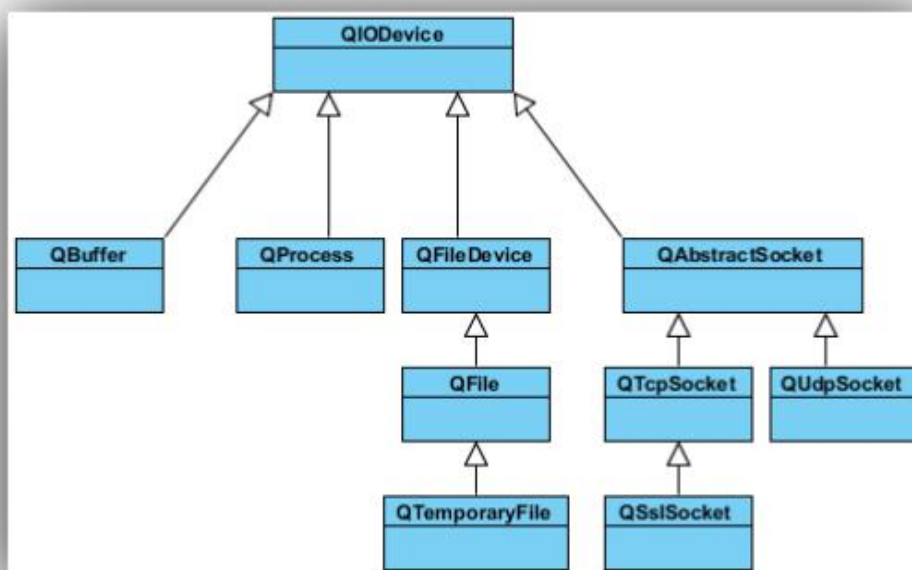 QIODevice
QBuffer
QProcess
QFileDevice
QAbstractSocket
QFile
QTcpSocket
QUdpSocket
QTemporaryFile
QSslSocket